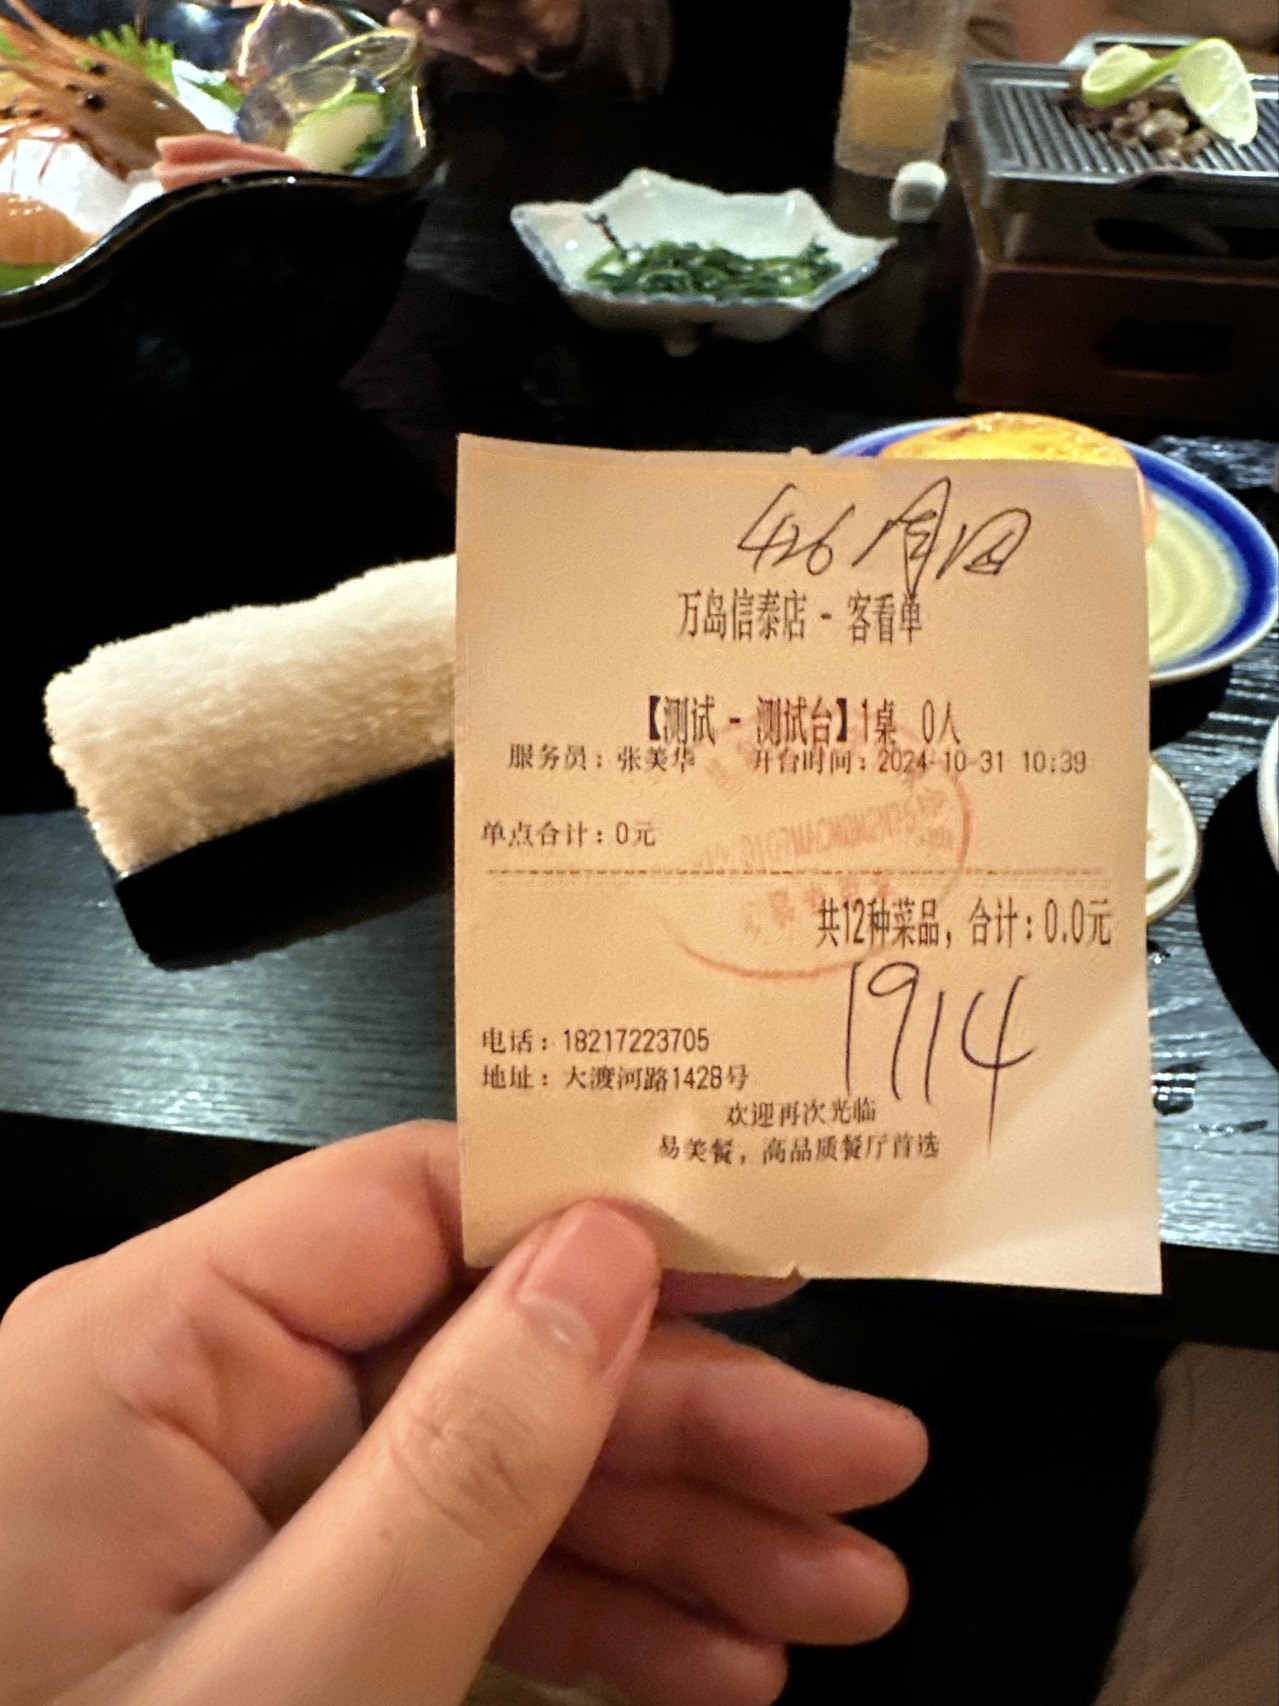 426
万岛信泰店 - 客看单
【测试 - 测试台】1桌 0人
服务员：张美华 开台时间：2024-10-31 10:39
单点合计：0元
共12种菜品，合计：0.0元
1914
电话：18217223705
地址：大渡河路1428号
欢迎再次光临
易美餐，高品质餐厅首选